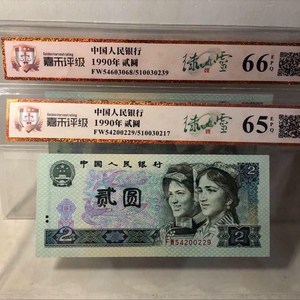 嘉禾评级
中国人民银行
1990年贰圆
FW54603068/510030239
66 EPQ
嘉禾评级
中国人民银行
1990年贰圆
FW54200229/510030217
65 EPQ
中国人民银行
2
贰圆
FW54200229
2
2